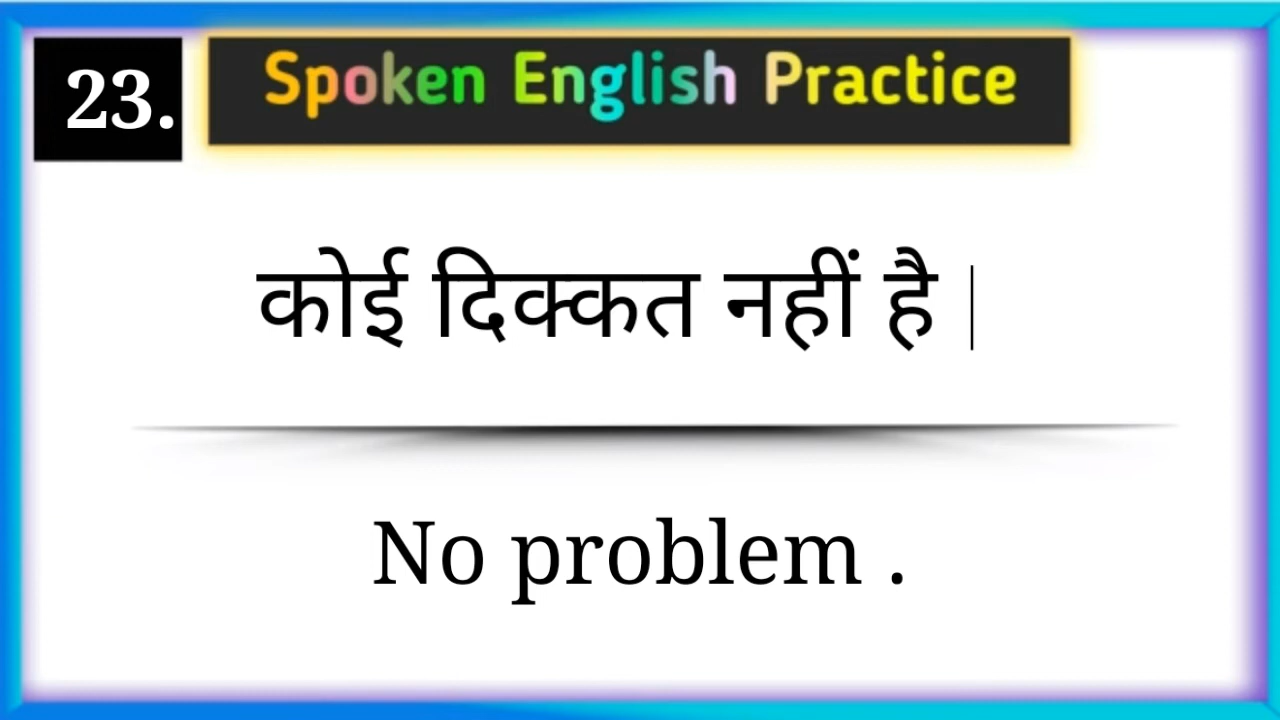 23.
Spoken English Practice
कोई दिक्कत नहीं है |
No problem .